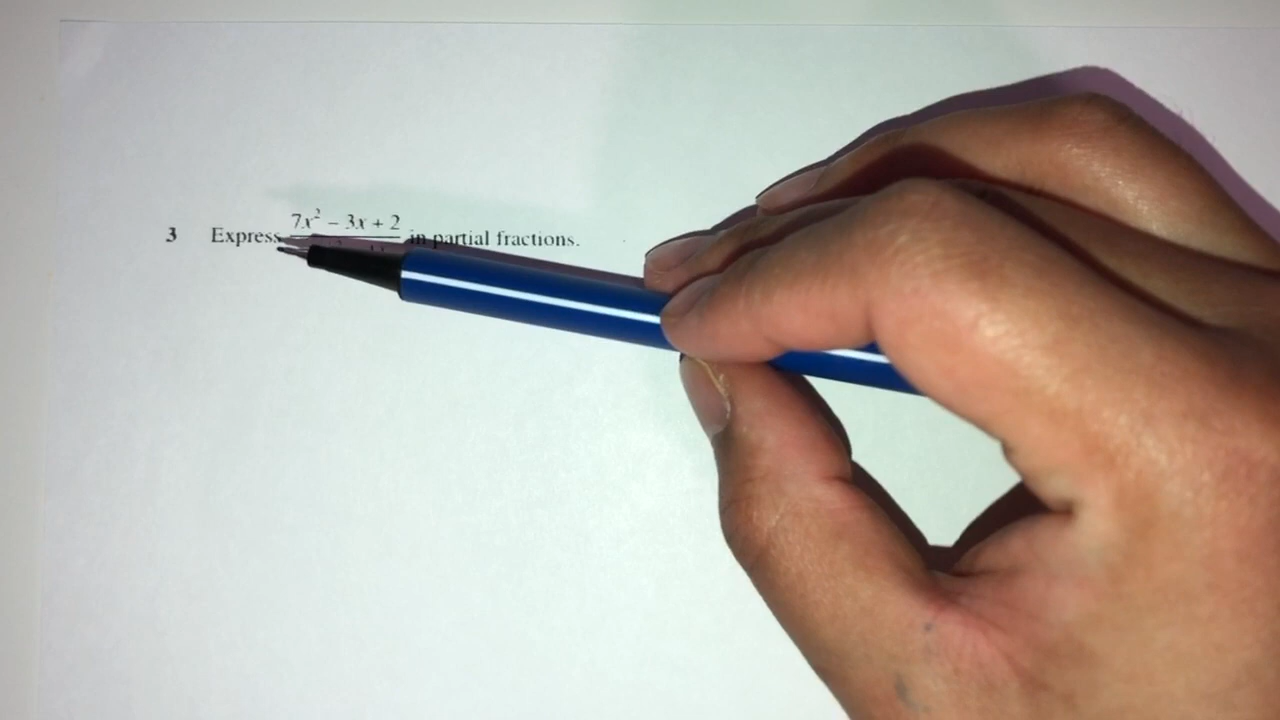 3 Express 7x² − 3x + 2 in partial fractions.